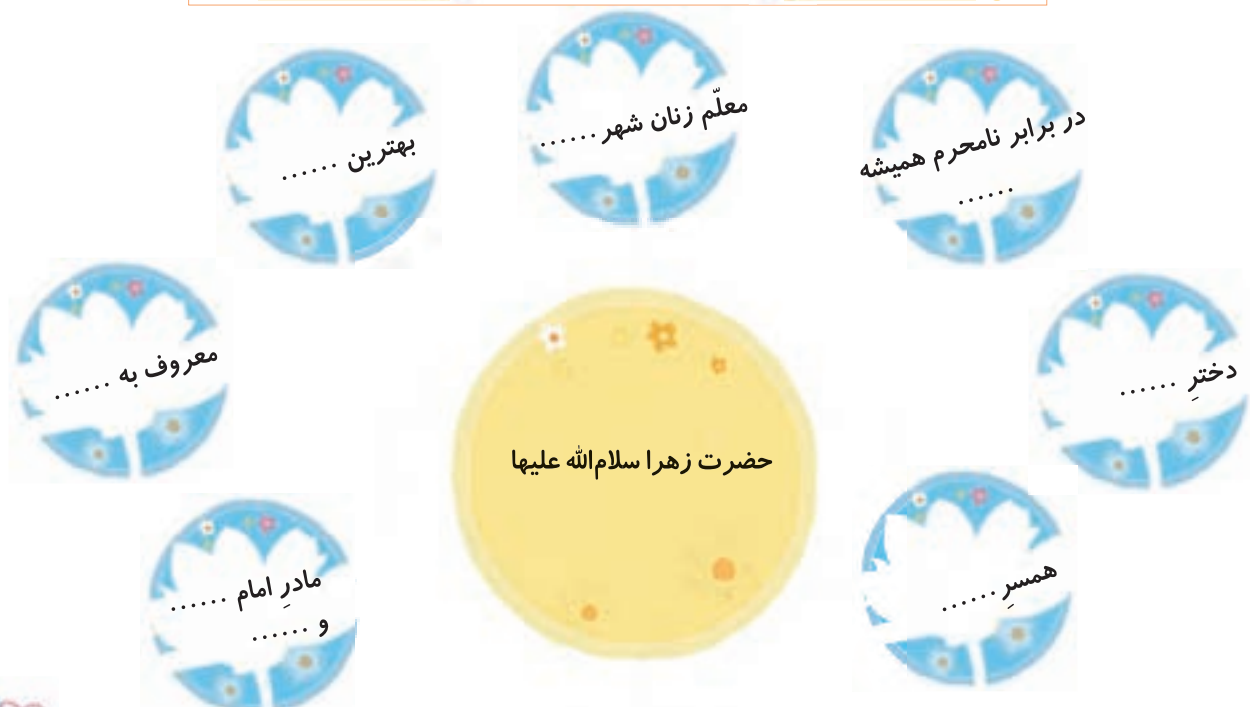 معلّم زنان شهر ......
در برابر نامحرم همیشه
......
بهترین ......
دخترِ ......
معروف به ......
حضرت زهرا سلام‌الله علیها
همسرِ ......
مادرِ امام ......
و ......